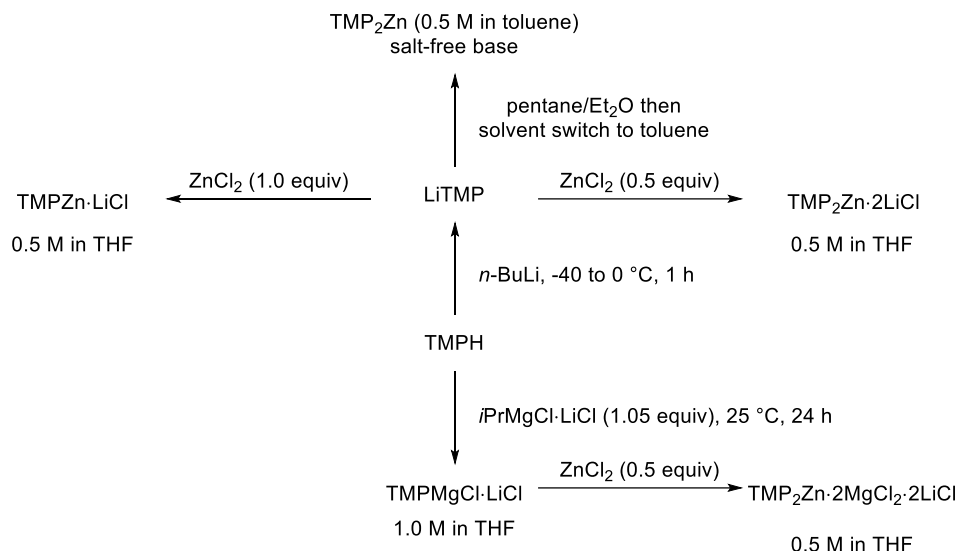 TMP₂Zn (0.5 M in toluene)
salt-free base
pentane/Et₂O then
solvent switch to toluene
TMPZn·LiCl
0.5 M in THF
ZnCl₂ (1.0 equiv)
LiTMP
ZnCl₂ (0.5 equiv)
TMP₂Zn·2LiCl
0.5 M in THF
n-BuLi, -40 to 0 °C, 1 h
TMPH
iPrMgCl·LiCl (1.05 equiv), 25 °C, 24 h
TMPMgCl·LiCl
1.0 M in THF
ZnCl₂ (0.5 equiv)
TMP₂Zn·2MgCl₂·2LiCl
0.5 M in THF